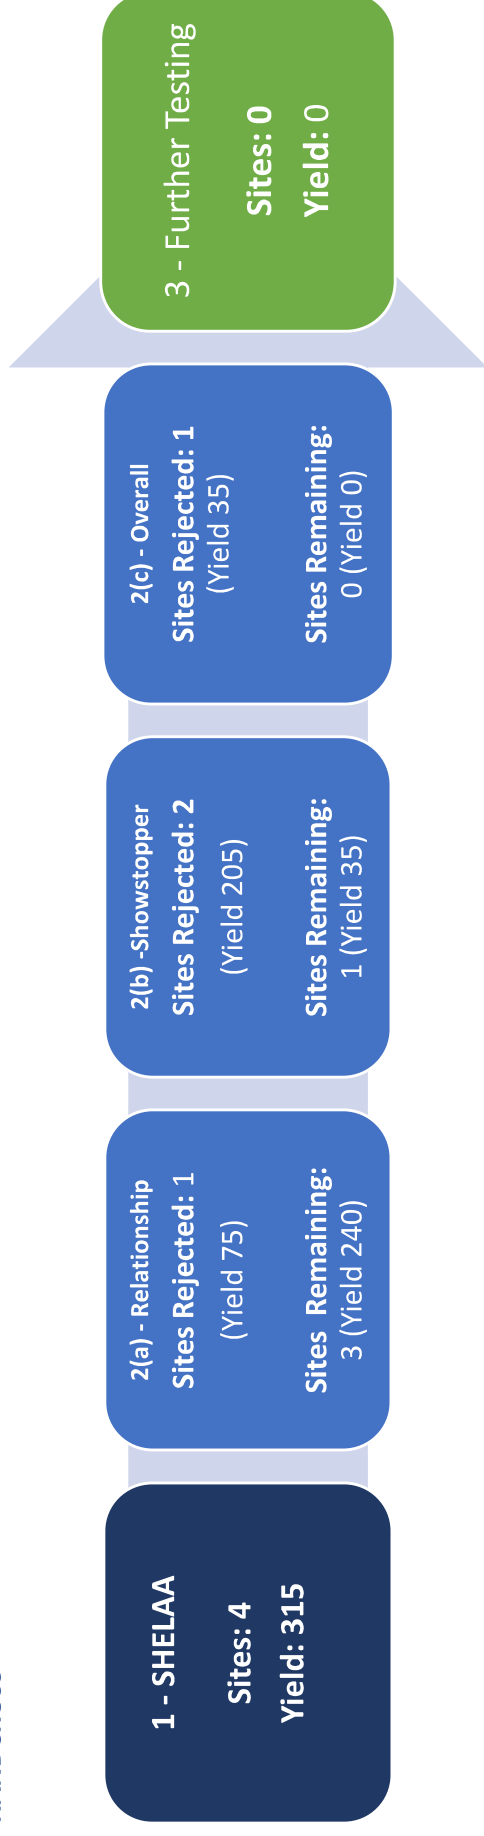 1 - SHELAA
Sites: 4
Yield: 315
2(a) - Relationship
Sites Rejected: 1
(Yield 75)
Sites Remaining:
3 (Yield 240)
2(b) -Showstopper
Sites Rejected: 2
(Yield 205)
Sites Remaining:
1 (Yield 35)
2(c) - Overall
Sites Rejected: 1
(Yield 35)
Sites Remaining:
0 (Yield 0)
3 - Further Testing
Sites: 0
Yield: 0